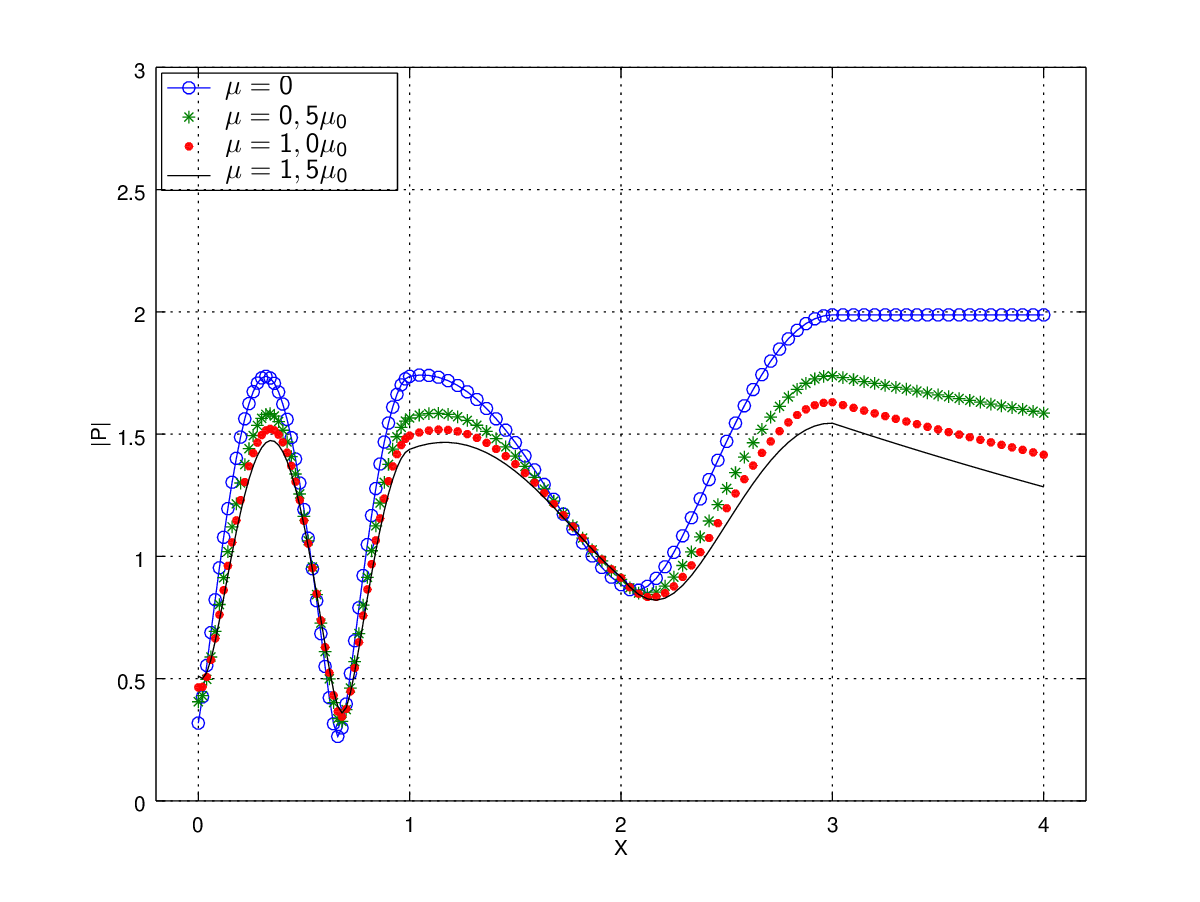 3
μ = 0
μ = 0, 5μ₀
μ = 1, 0μ₀
μ = 1, 5μ₀
2.5
2
|P|
1.5
1
0.5
0
0 1 2 3 4
X